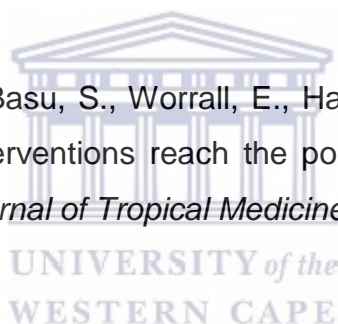 Basu, S., Worrall, E., Ha
erventions reach the po
rnal of Tropical Medicine
UNIVERSITY of the
WESTERN CAPE